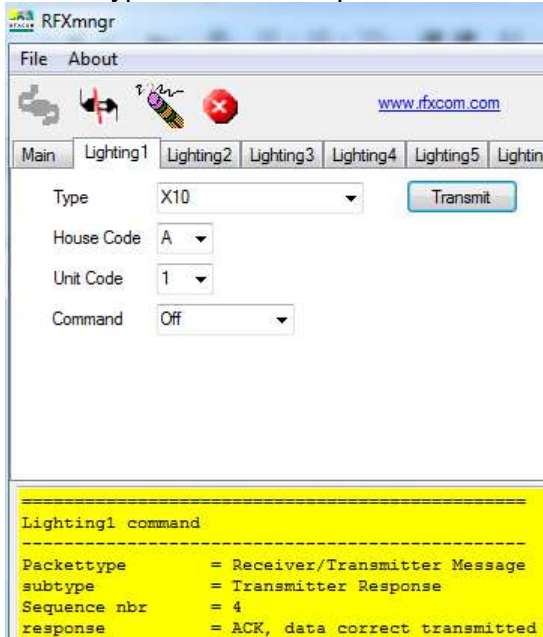 RFXmngr
File About
www.rfxcom.com
Main Lighting1 Lighting2 Lighting3 Lighting4 Lighting5 Lightin
Type X10 Transmit
House Code A
Unit Code 1
Command Off
Lighting1 command
Packettype = Receiver/Transmitter Message
subtype = Transmitter Response
Sequence nbr = 4
response = ACK, data correct transmitted